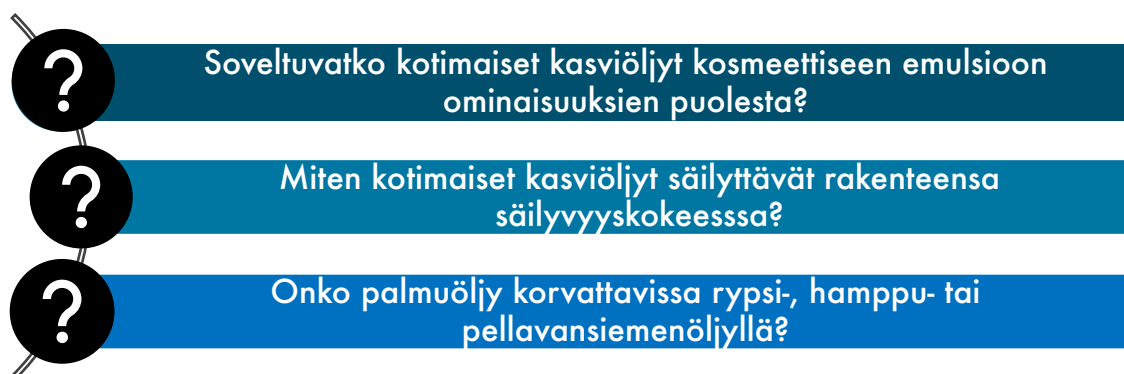 ?
Soveltuvatko kotimaiset kasviöljyt kosmeettiseen emulsioon
ominaisuuksien puolesta?
?
Miten kotimaiset kasviöljyt säilyttävät rakenteensa
säilyvyyskokeesssa?
?
Onko palmuöljy korvattavissa rypsi-, hamppu- tai
pellavansiemenöljyllä?